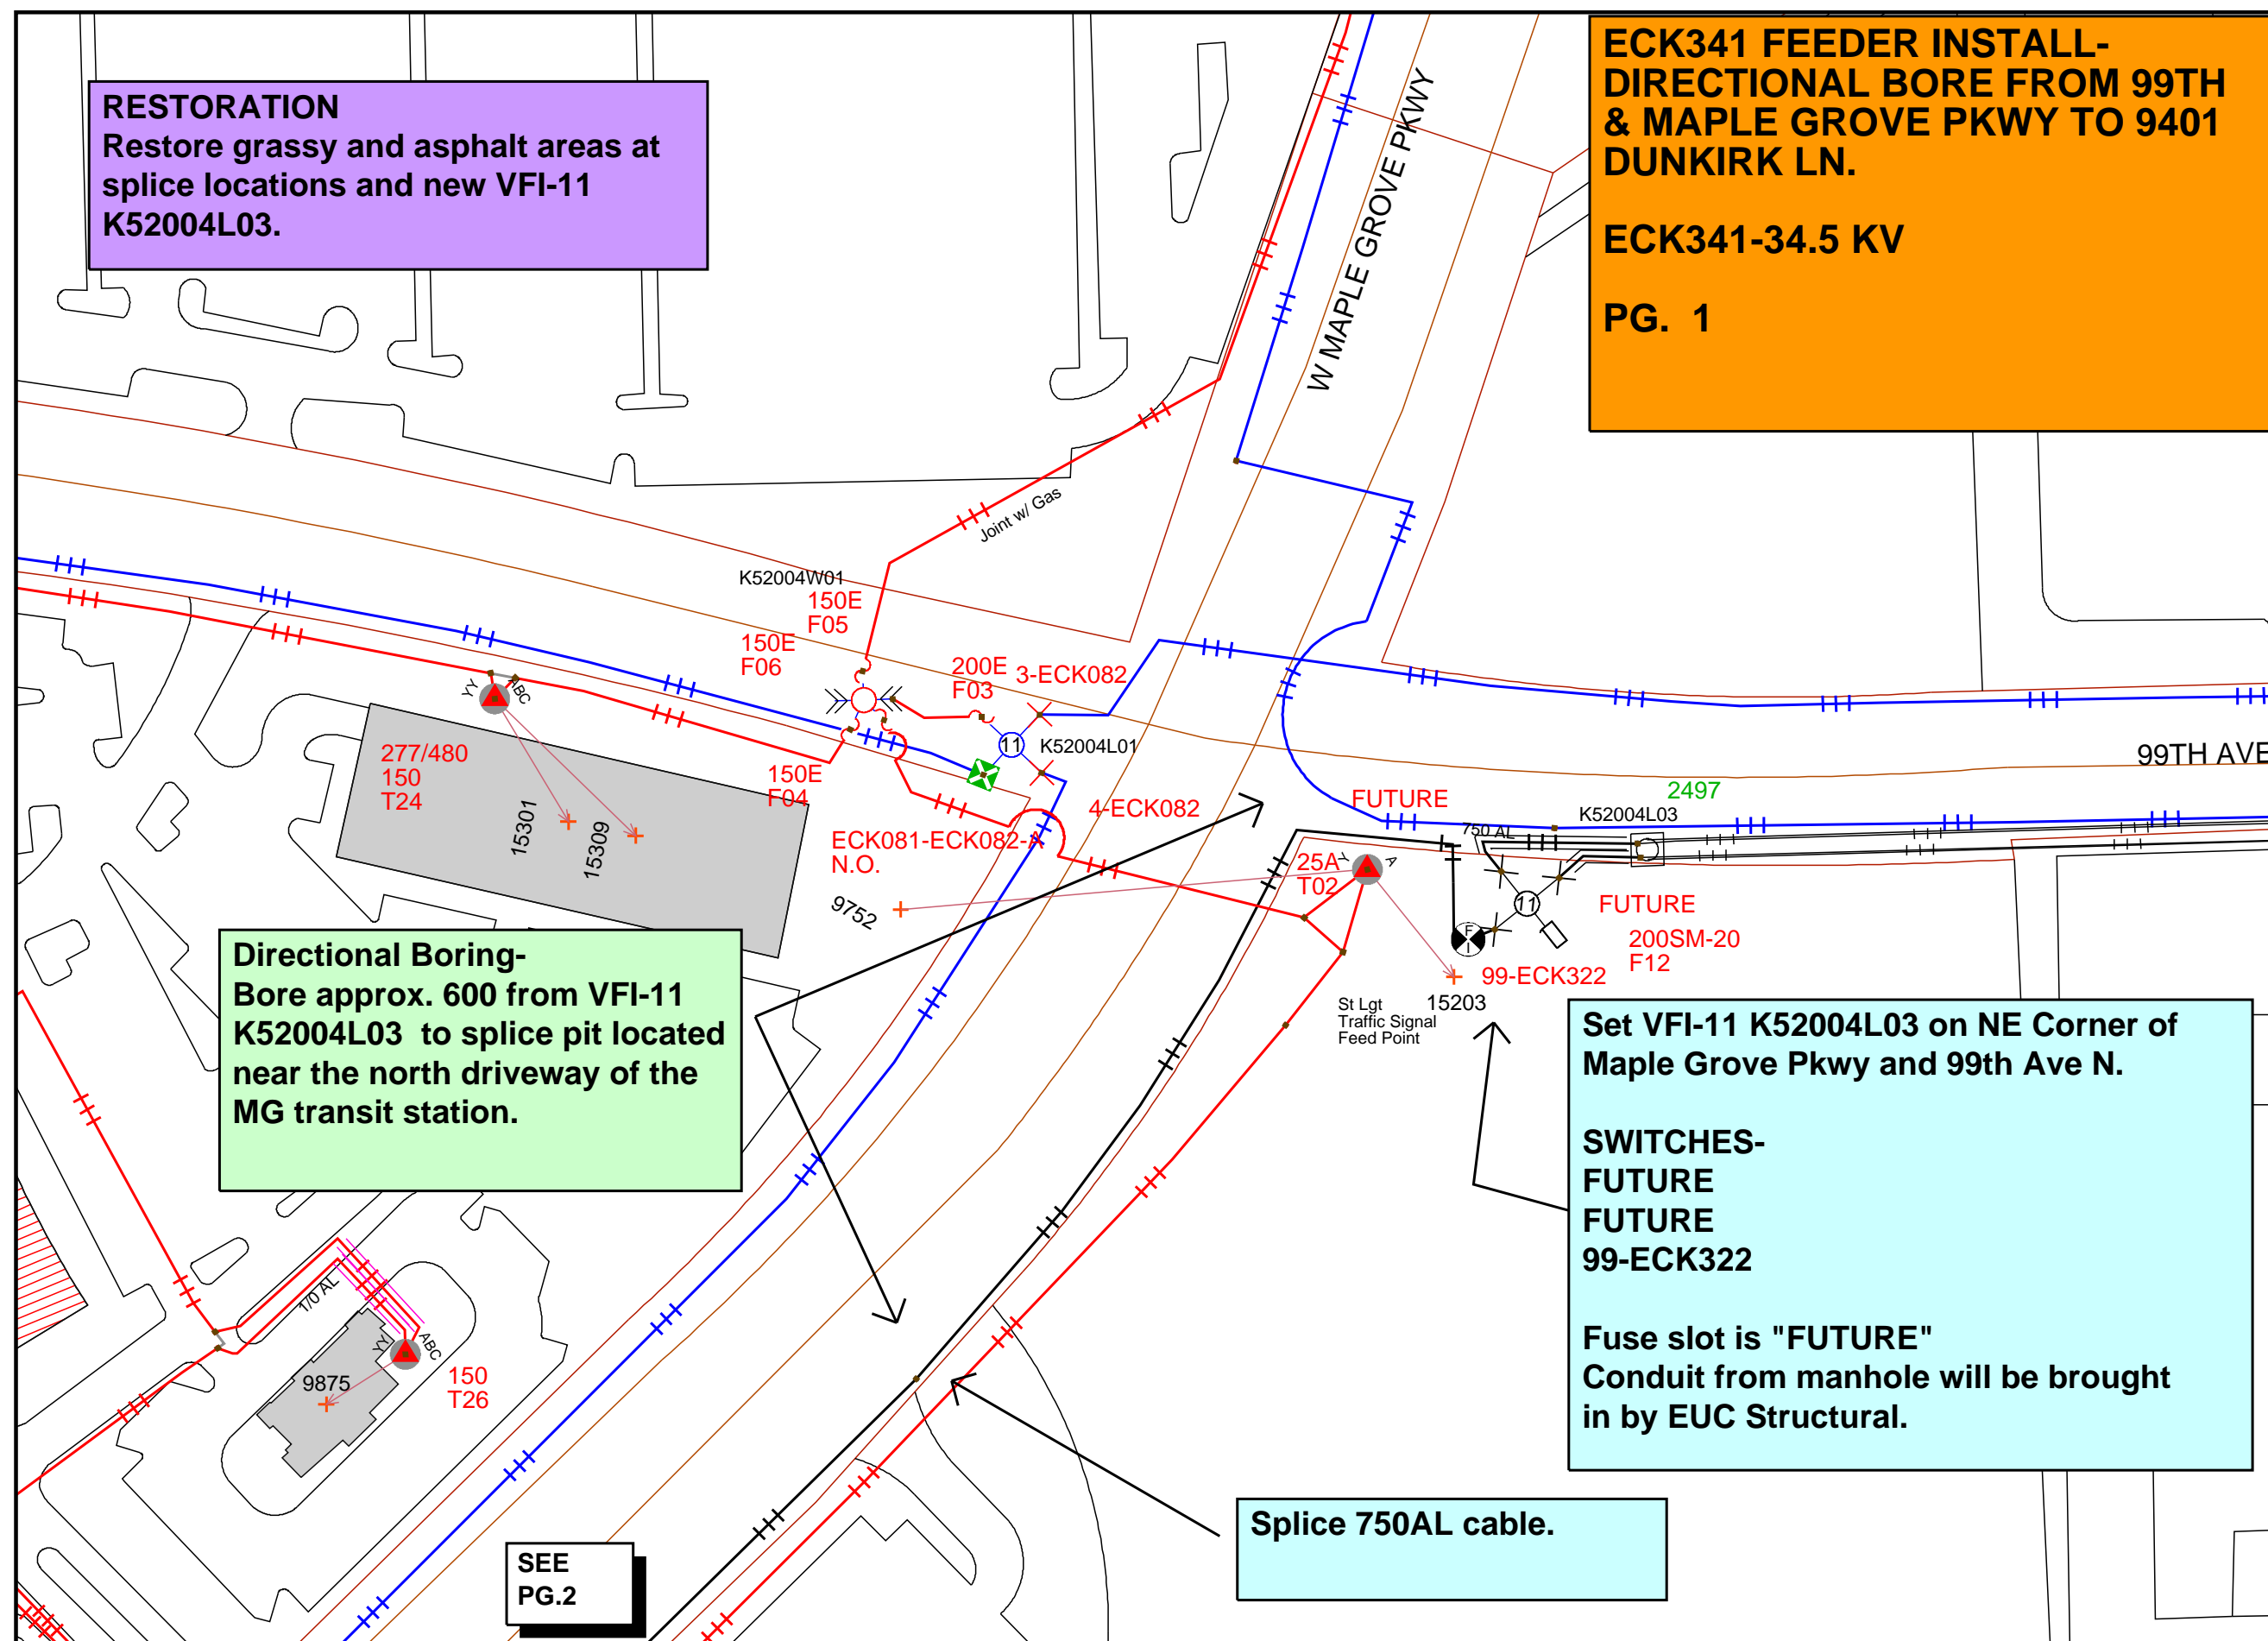 RESTORATION
Restore grassy and asphalt areas at
splice locations and new VFI-11
K52004L03.
ECK341 FEEDER INSTALL-
DIRECTIONAL BORE FROM 99TH
& MAPLE GROVE PKWY TO 9401
DUNKIRK LN.
ECK341-34.5 KV
PG. 1
W MAPLE GROVE PKWY
Joint w/ Gas
K52004W01
150E
F05
150E
F06
200E
F03
3-ECK082
YY
ABC
11
K52004L01
277/480
150
T24
150E
F04
15301
15309
4-ECK082
ECK081-ECK082-A
N.O.
9752
99TH AVE
2497
FUTURE
K52004L03
750 AL
25A
T02
Y
A
11
FUTURE
200SM-20
F12
F
I
99-ECK322
15203
St Lgt
Traffic Signal
Feed Point
Directional Boring-
Bore approx. 600 from VFI-11
K52004L03 to splice pit located
near the north driveway of the
MG transit station.
Set VFI-11 K52004L03 on NE Corner of
Maple Grove Pkwy and 99th Ave N.
SWITCHES-
FUTURE
FUTURE
99-ECK322
Fuse slot is "FUTURE"
Conduit from manhole will be brought
in by EUC Structural.
1/0 AL
YY
ABC
9875
150
T26
Splice 750AL cable.
SEE
PG.2